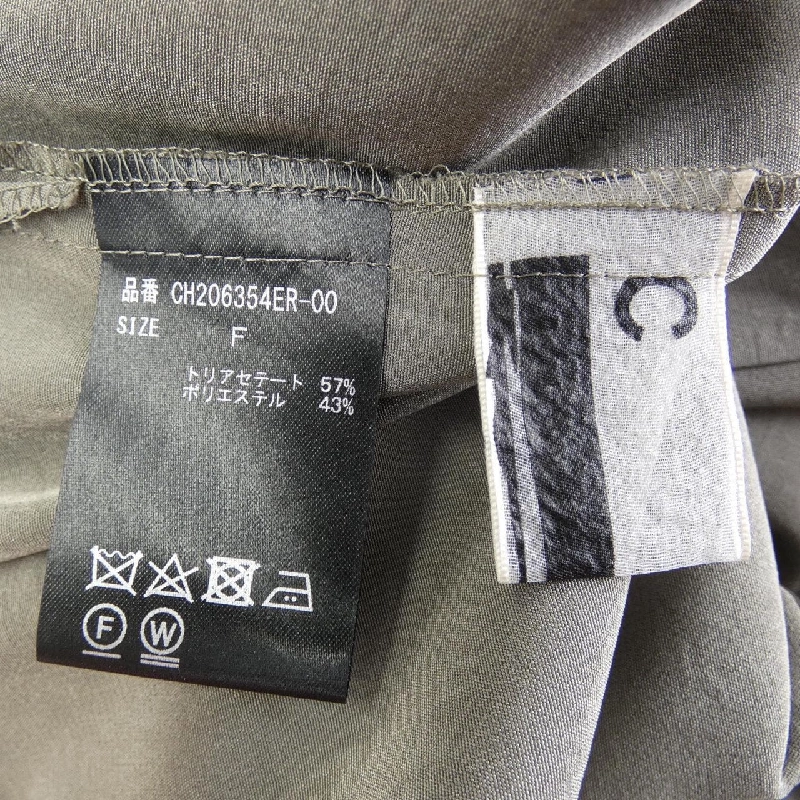 品番 CH206354ER-00
SIZE F
トリアセテート 57%
ポリエステル 43%
F W
C